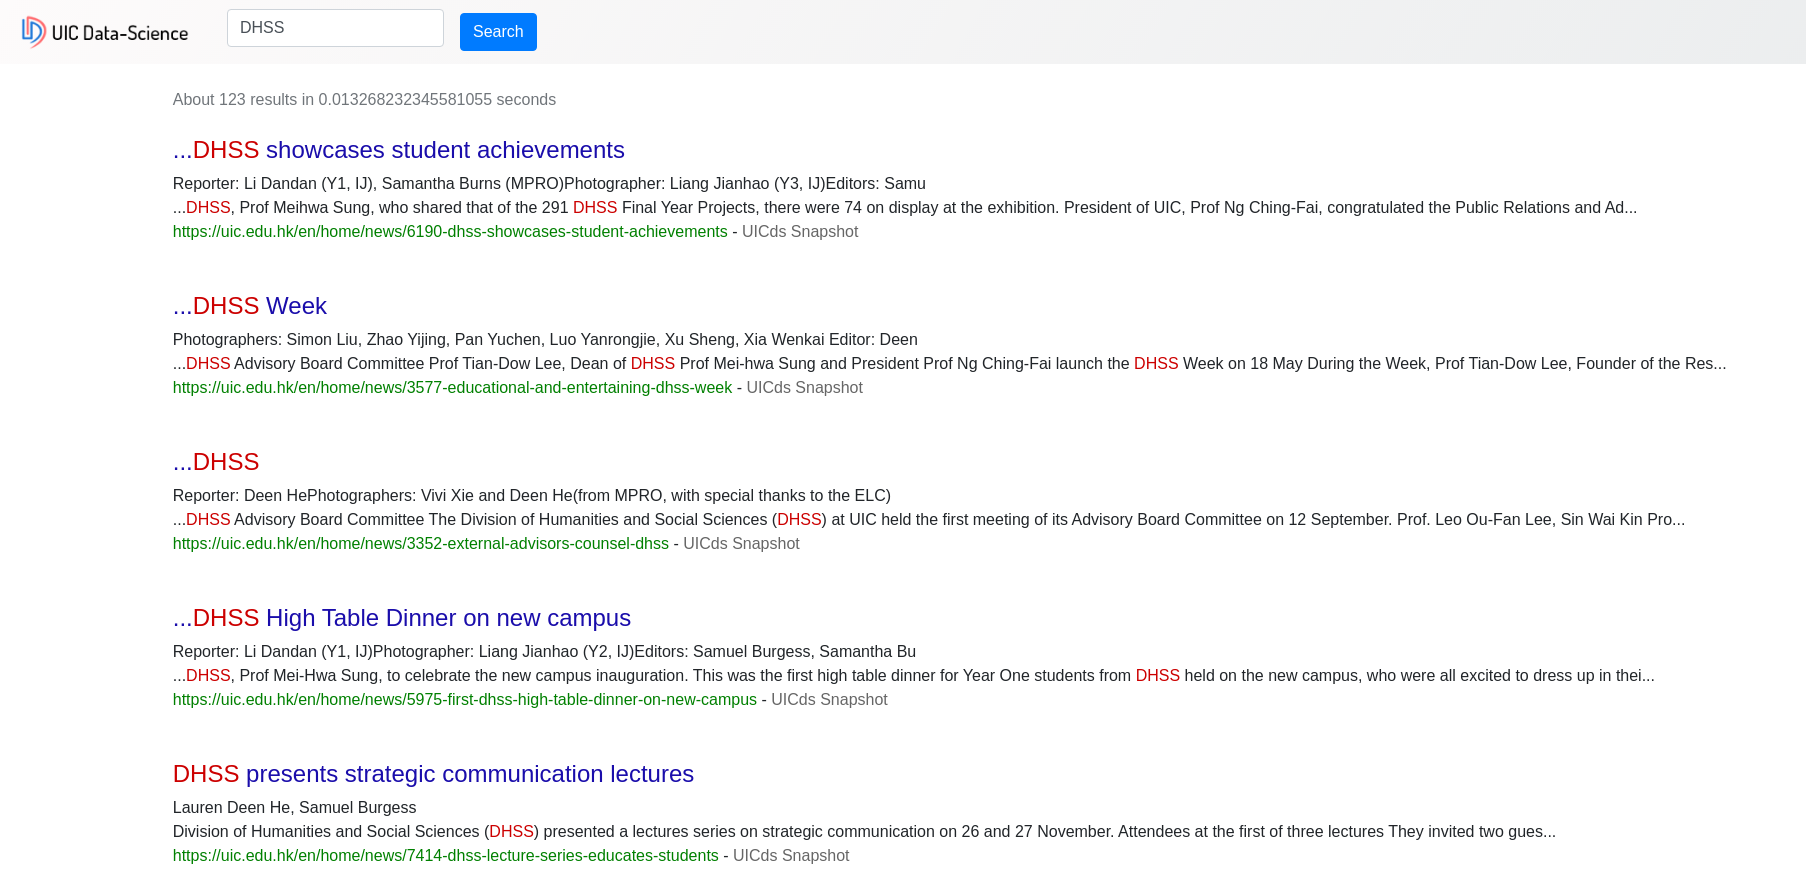 UIC Data-Science
DHSS
Search
About 123 results in 0.013268232345581055 seconds
...DHSS showcases student achievements
Reporter: Li Dandan (Y1, IJ), Samantha Burns (MPRO)Photographer: Liang Jianhao (Y3, IJ)Editors: Samu
...DHSS, Prof Meihwa Sung, who shared that of the 291 DHSS Final Year Projects, there were 74 on display at the exhibition. President of UIC, Prof Ng Ching-Fai, congratulated the Public Relations and Ad...
https://uic.edu.hk/en/home/news/6190-dhss-showcases-student-achievements - UICds Snapshot
...DHSS Week
Photographers: Simon Liu, Zhao Yijing, Pan Yuchen, Luo Yanrongjie, Xu Sheng, Xia Wenkai Editor: Deen
...DHSS Advisory Board Committee Prof Tian-Dow Lee, Dean of DHSS Prof Mei-hwa Sung and President Prof Ng Ching-Fai launch the DHSS Week on 18 May During the Week, Prof Tian-Dow Lee, Founder of the Res...
https://uic.edu.hk/en/home/news/3577-educational-and-entertaining-dhss-week - UICds Snapshot
...DHSS
Reporter: Deen HePhotographers: Vivi Xie and Deen He(from MPRO, with special thanks to the ELC)
...DHSS Advisory Board Committee The Division of Humanities and Social Sciences (DHSS) at UIC held the first meeting of its Advisory Board Committee on 12 September. Prof. Leo Ou-Fan Lee, Sin Wai Kin Pro...
https://uic.edu.hk/en/home/news/3352-external-advisors-counsel-dhss - UICds Snapshot
...DHSS High Table Dinner on new campus
Reporter: Li Dandan (Y1, IJ)Photographer: Liang Jianhao (Y2, IJ)Editors: Samuel Burgess, Samantha Bu
...DHSS, Prof Mei-Hwa Sung, to celebrate the new campus inauguration. This was the first high table dinner for Year One students from DHSS held on the new campus, who were all excited to dress up in thei...
https://uic.edu.hk/en/home/news/5975-first-dhss-high-table-dinner-on-new-campus - UICds Snapshot
DHSS presents strategic communication lectures
Lauren Deen He, Samuel Burgess
Division of Humanities and Social Sciences (DHSS) presented a lectures series on strategic communication on 26 and 27 November. Attendees at the first of three lectures They invited two gues...
https://uic.edu.hk/en/home/news/7414-dhss-lecture-series-educates-students - UICds Snapshot